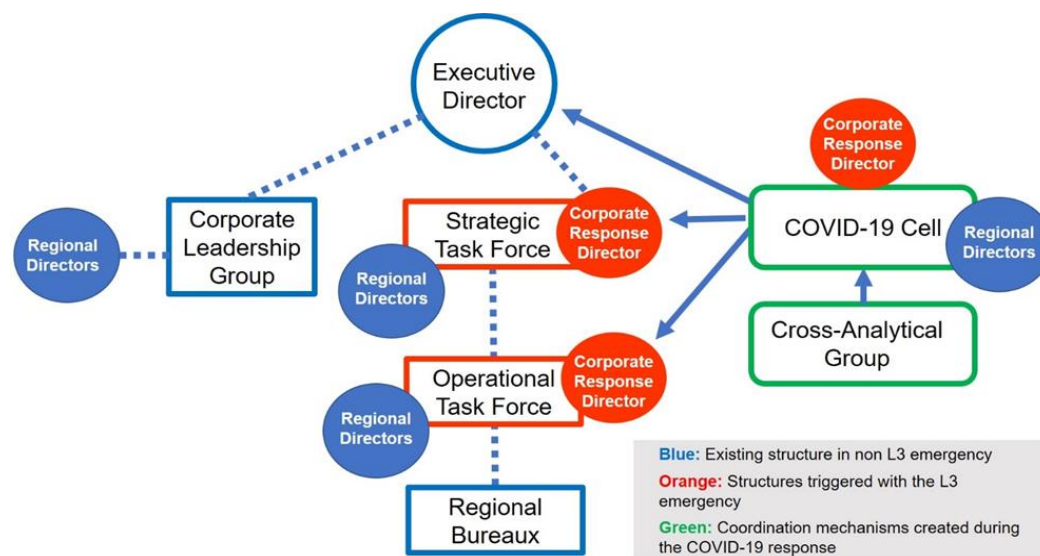 Executive
Director
Corporate
Response
Director
Regional
Directors
Corporate
Leadership
Group
Strategic
Task Force
Corporate
Response
Director
Regional
Directors
COVID-19 Cell
Regional
Directors
Cross-Analytical
Group
Operational
Task Force
Corporate
Response
Director
Regional
Directors
Regional
Bureaux
Blue: Existing structure in non L3 emergency
Orange: Structures triggered with the L3
emergency
Green: Coordination mechanisms created during
the COVID-19 response